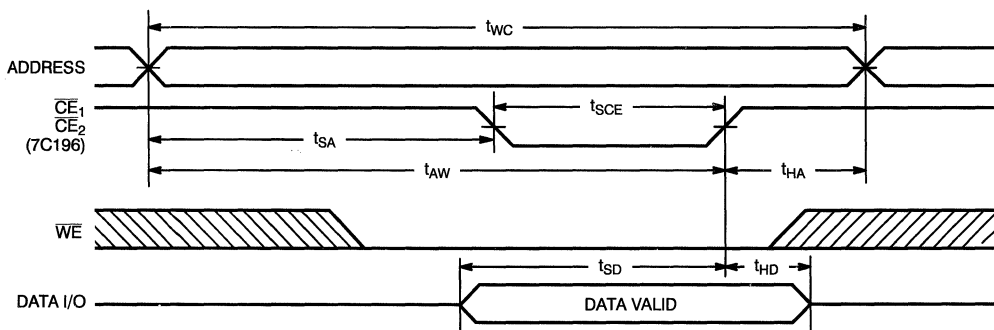 tWC
ADDRESS
CE1
CE2
(7C196)
tSCE
tSA
tAW
tHA
WE
tSD
tHD
DATA I/O
DATA VALID